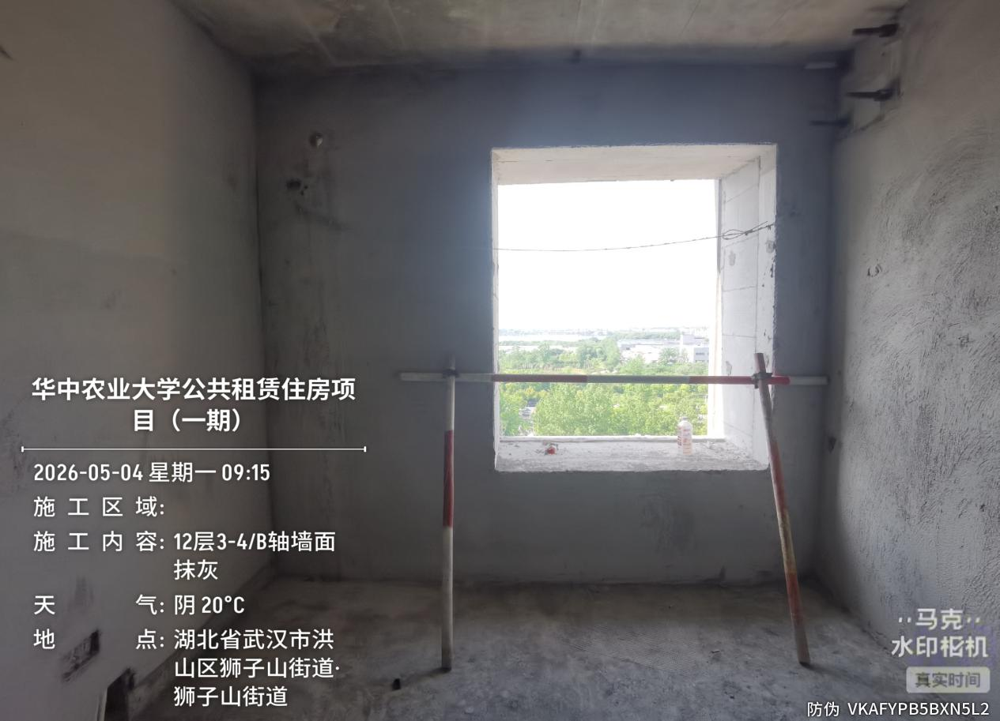 华中农业大学公共租赁住房项
目（一期）
2026-05-04 星期一 09:15
施工区域:
施工内容: 12层3-4/B轴墙面
抹灰
天气: 阴 20°C
地点: 湖北省武汉市洪
山区狮子山街道·
狮子山街道
马克
水印相机
真实时间
防伪 VKAFYPB5BXN5L2